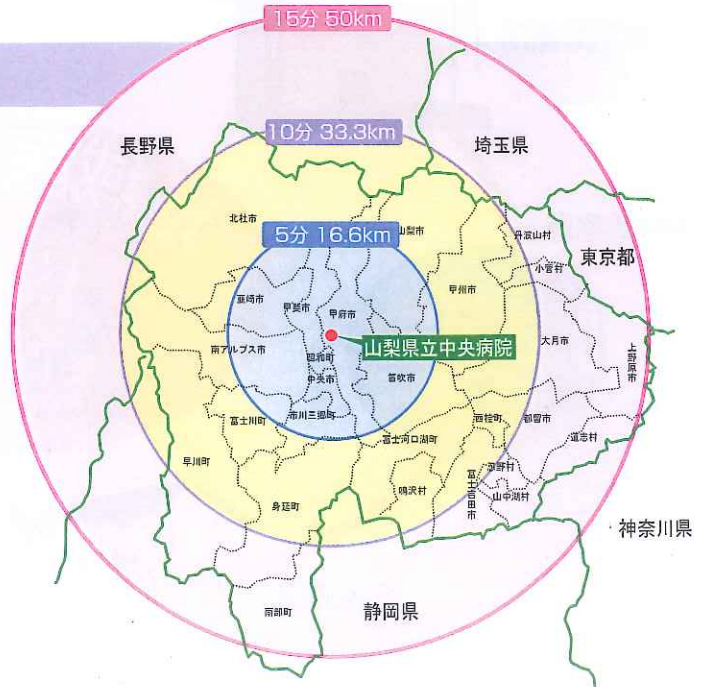 15分 50km
10分 33.3km
長野県
埼玉県
北杜市
5分 16.6km
山梨市
丹波山村
小菅村
東京都
韮崎市
甲斐市
甲府市
甲州市
南アルプス市
山梨県立中央病院
大月市
上野原市
昭和町
中央市
笛吹市
市川三郷町
富士川町
富士河口湖町
西桂町
都留市
道志村
早川町
鳴沢村
富士吉田市
忍野村
山中湖村
身延町
神奈川県
南部町
静岡県